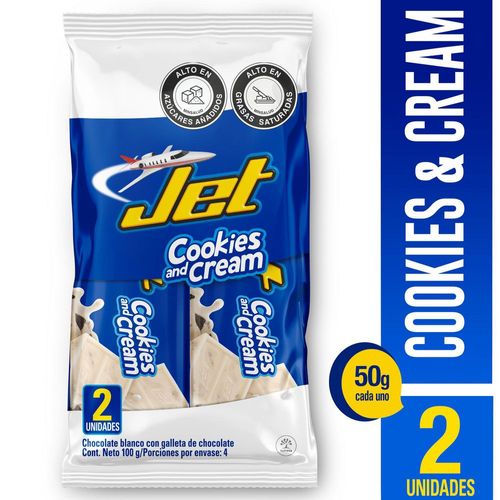 ALTO EN
AZÚCARES AÑADIDOS
MINSALUD
ALTO EN
GRASAS SATURADAS
MINSALUD
Jet
Cookies
and Cream
Cookies
and
Cream
Cookies
and
Cream
2
UNIDADES
Chocolate blanco con galleta de chocolate
Cont. Neto 100 g/Porciones por envase: 4
COOKIES & CREAM
50g
cada uno
2
UNIDADES